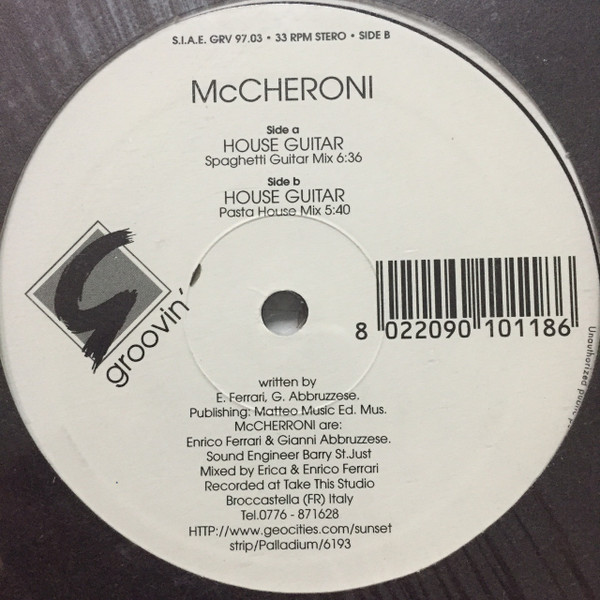 S.I.A.E. GRV 97.03 • 33 RPM STERO • SIDE B
McCHERONI
Side a
HOUSE GUITAR
Spaghetti Guitar Mix 6:36
Side b
HOUSE GUITAR
Pasta House Mix 5:40
groovin'
8 022090 101186
written by
E. Ferrari, G. Abbruzzese.
Publishing: Matteo Music Ed. Mus.
McCHERRONI are:
Enrico Ferrari & Gianni Abbruzzese.
Sound Engineer Barry St.Just
Mixed by Erica & Enrico Ferrari
Recorded at Take This Studio
Broccastella (FR) Italy
Tel.0776 - 871628
HTTP://www.geocities.com/sunset
strip/Palladium/6193
Unauthorized public